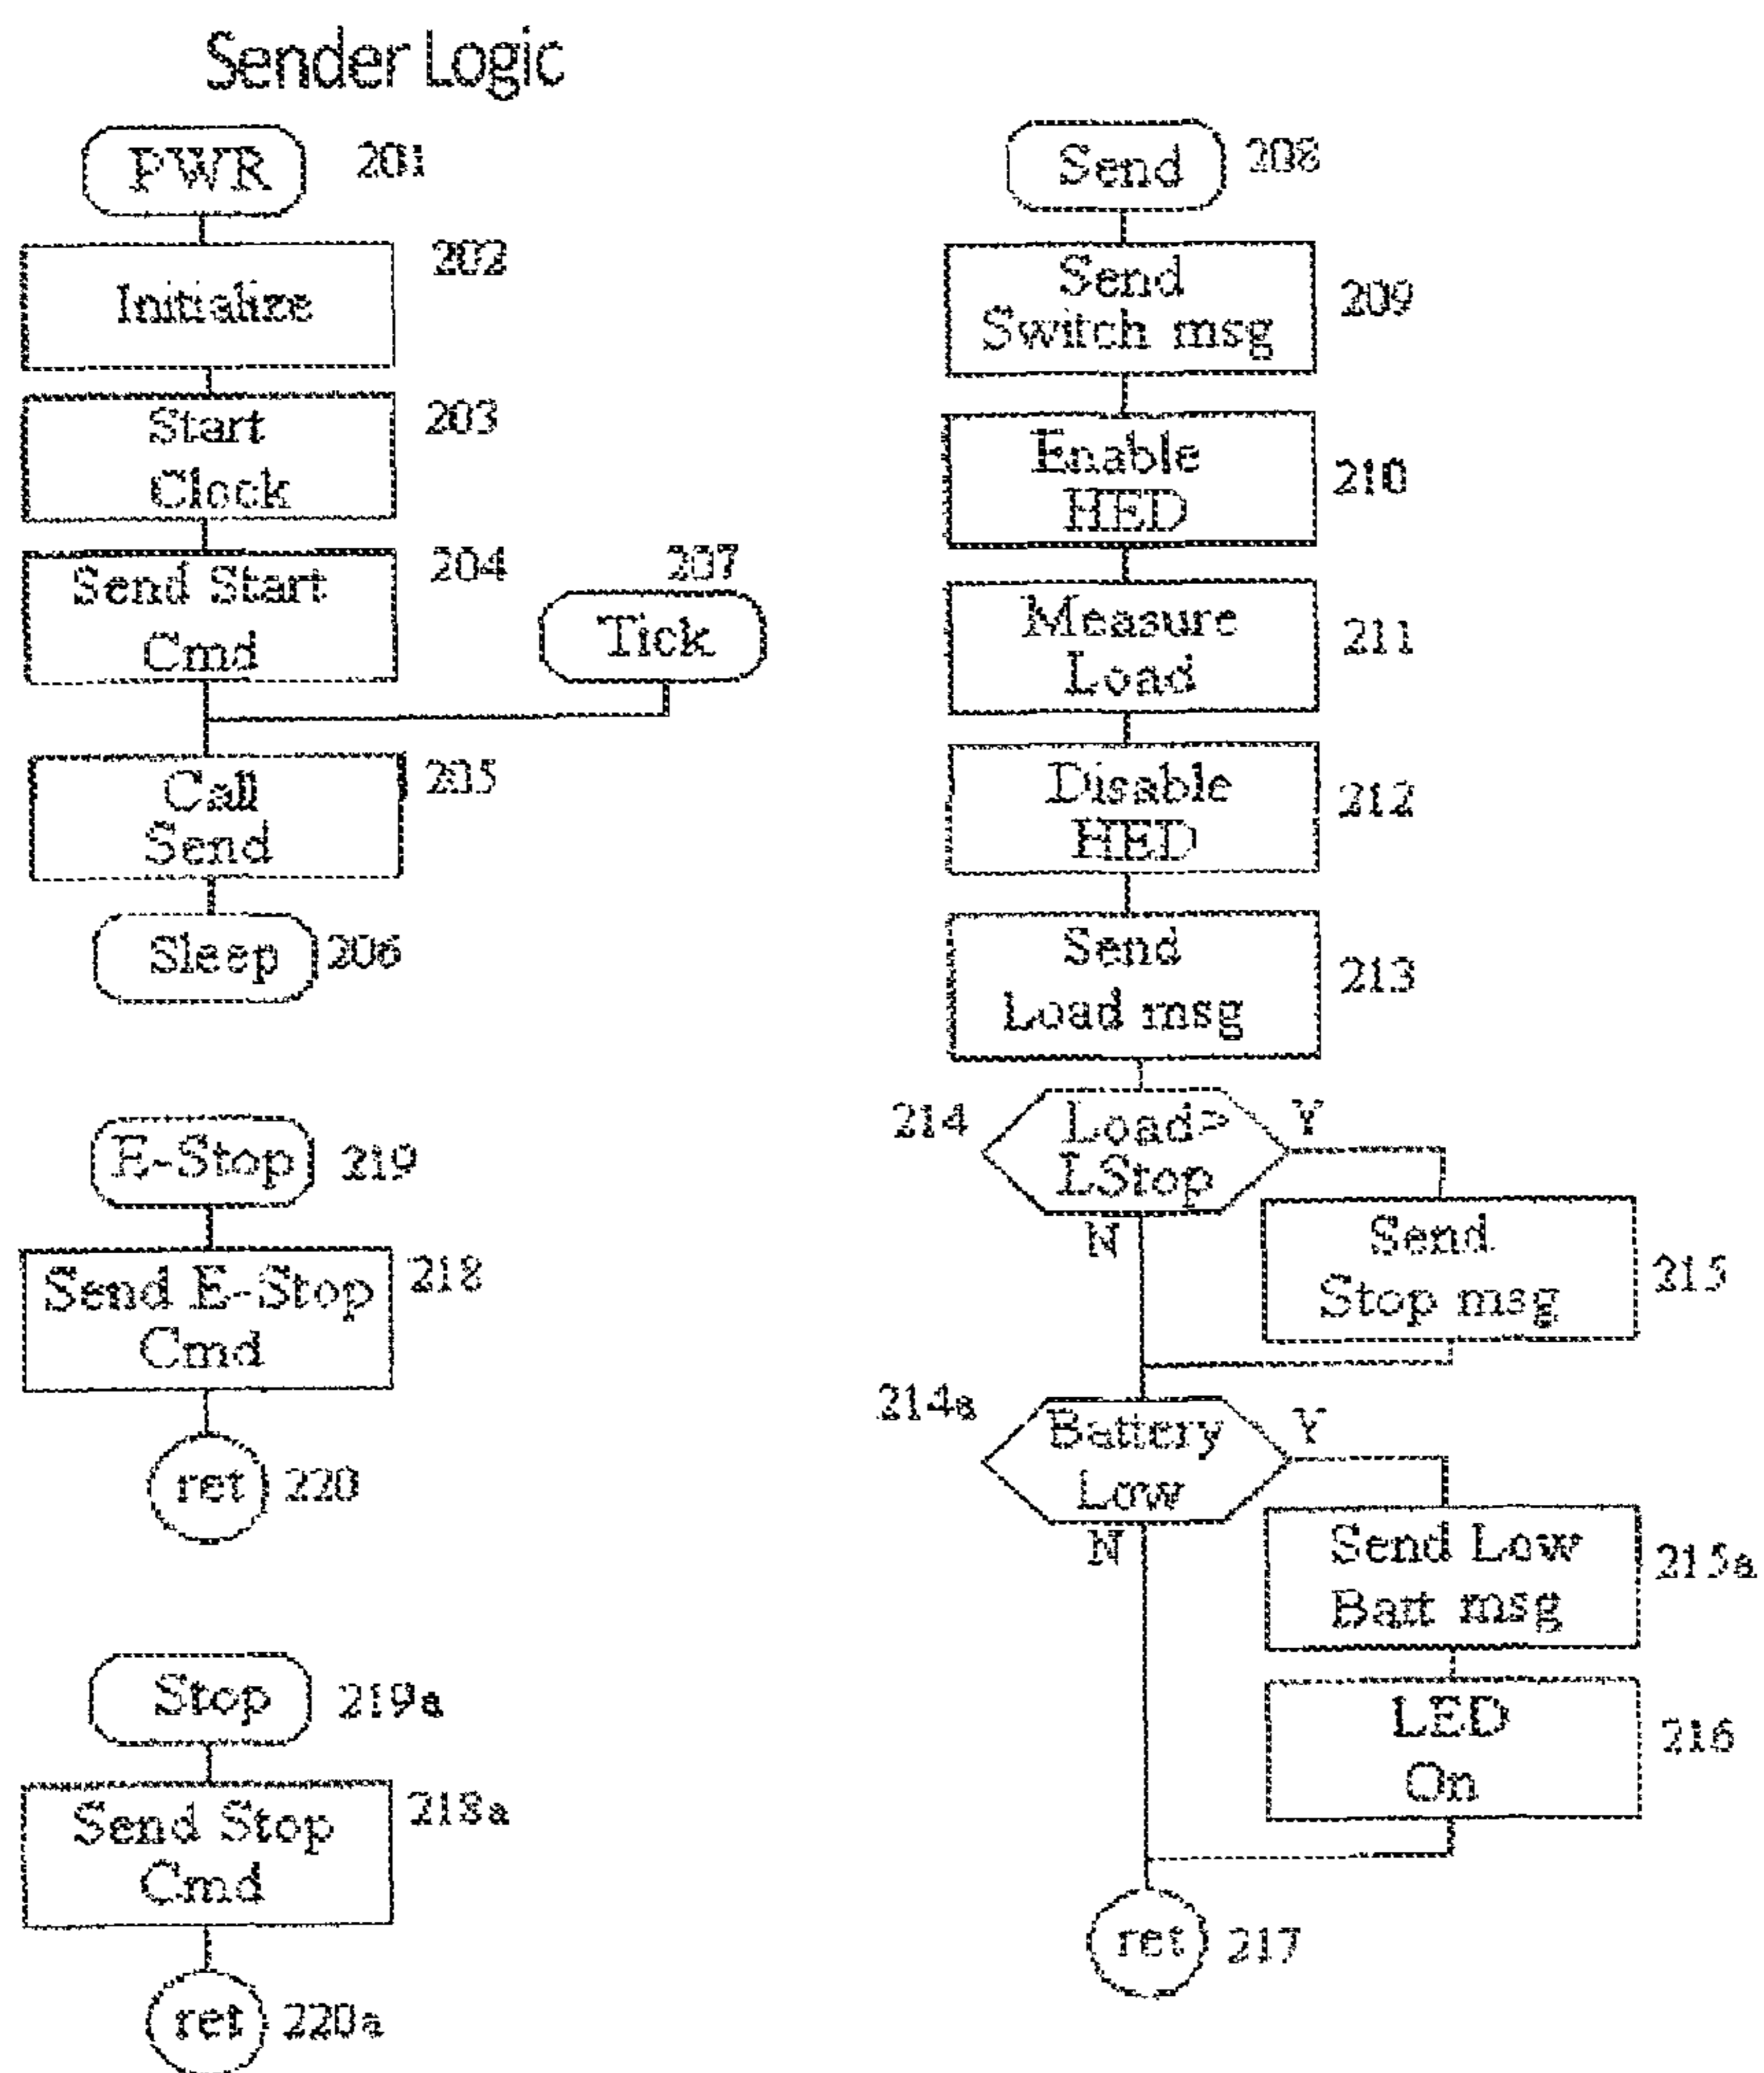 Sender Logic
PWR
201
Initialize
202
Start
Clock
203
Send Start
Cmd
204
Tick
207
Call
Send
205
Sleep
206
E-Stop
219
Send E-Stop
Cmd
218
ret
220
Stop
219a
Send Stop
Cmd
218a
ret
220a
Send
208
Send
Switch msg
209
Enable
HED
210
Measure
Load
211
Disable
HED
212
Send
Load msg
213
214
Load>
LStop
Y
N
Send
Stop msg
215
214a
Battery
Low
Y
N
Send Low
Batt msg
215a
LED
On
216
ret
217